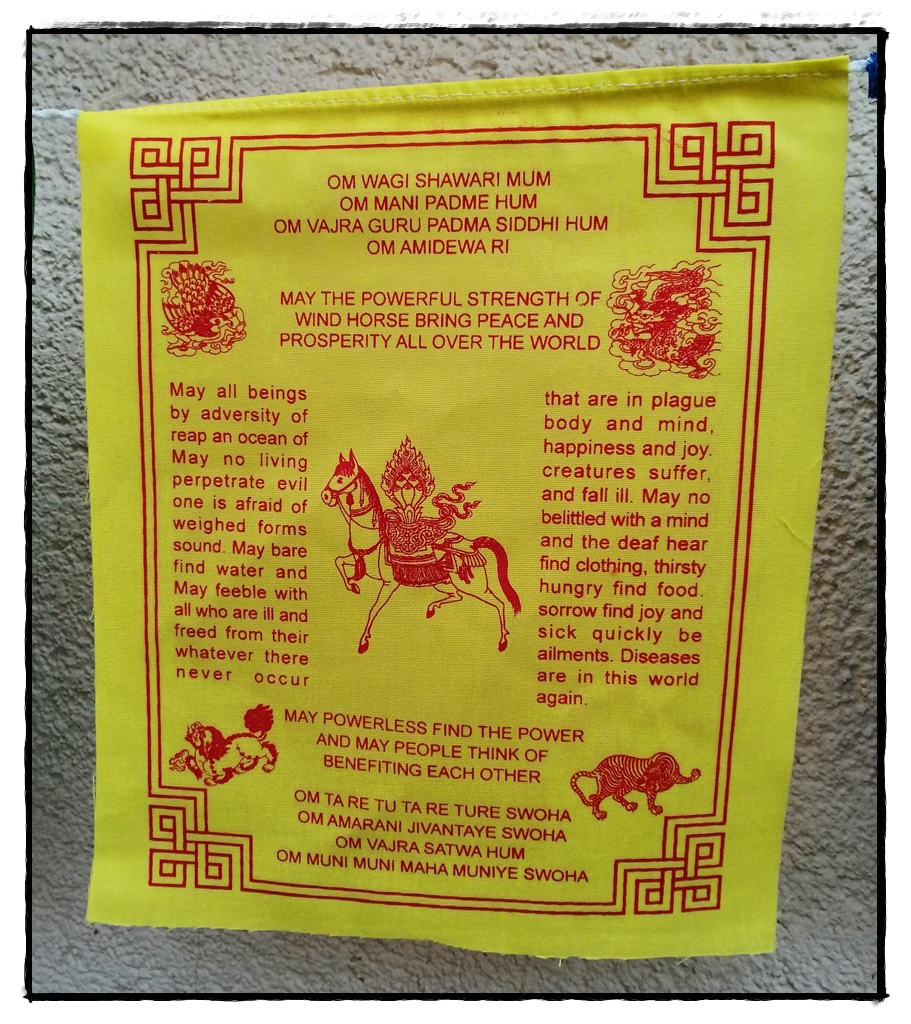 OM WAGI SHAWARI MUM
OM MANI PADME HUM
OM VAJRA GURU PADMA SIDDHI HUM
OM AMIDEWA RI
MAY THE POWERFUL STRENGTH OF
WIND HORSE BRING PEACE AND
PROSPERITY ALL OVER THE WORLD
May all beings that are in plague
by adversity of body and mind,
reap an ocean of happiness and joy.
May no living creatures suffer,
perpetrate evil and fall ill. May no
one is afraid of belittled with a mind
weighed forms and the deaf hear
sound. May bare find clothing, thirsty
find water and hungry find food.
May feeble with sorrow find joy and
all who are ill and sick quickly be
freed from their ailments. Diseases
whatever there are in this world
never occur again.
MAY POWERLESS FIND THE POWER
AND MAY PEOPLE THINK OF
BENEFITING EACH OTHER
OM TA RE TU TA RE TURE SWOHA
OM AMARANI JIVANTAYE SWOHA
OM VAJRA SATWA HUM
OM MUNI MUNI MAHA MUNIYE SWOHA